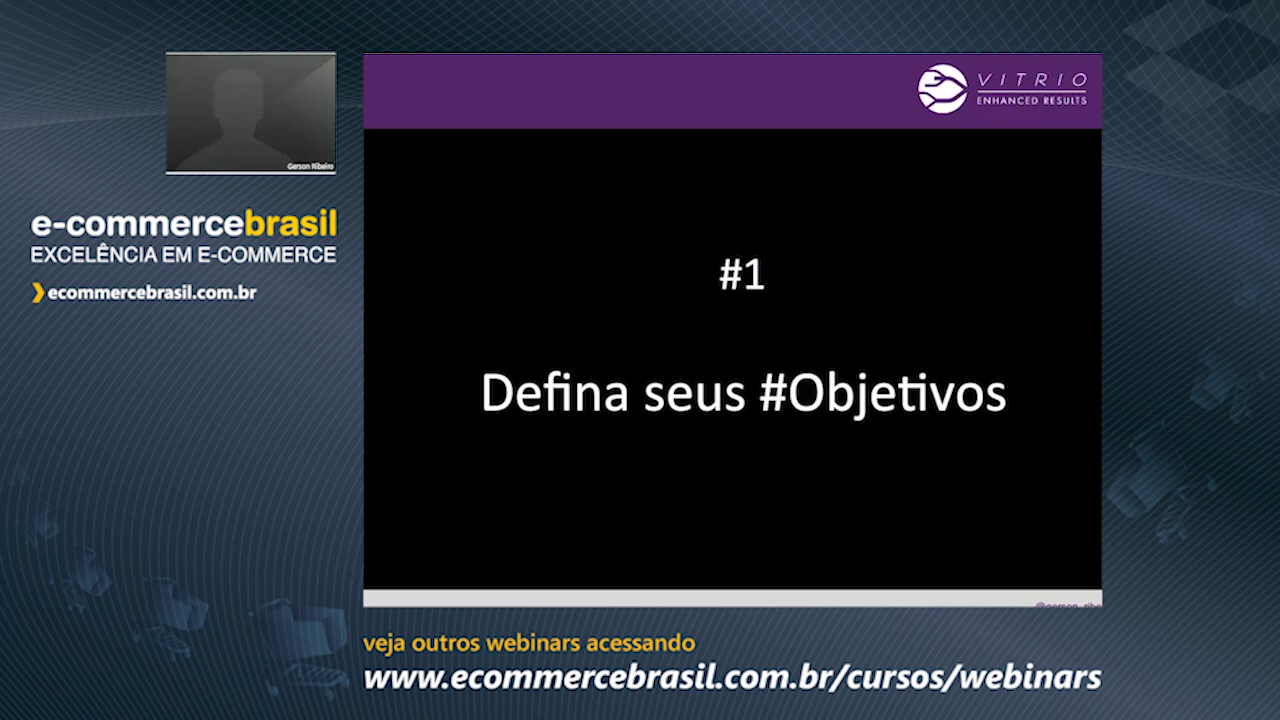 VITRIO
ENHANCED RESULTS
Gerson Ribeiro
e-commercebrasil
EXCELÊNCIA EM E-COMMERCE
ecommercebrasil.com.br
#1
Defina seus #Objetivos
veja outros webinars acessando
www.ecommercebrasil.com.br/cursos/webinars